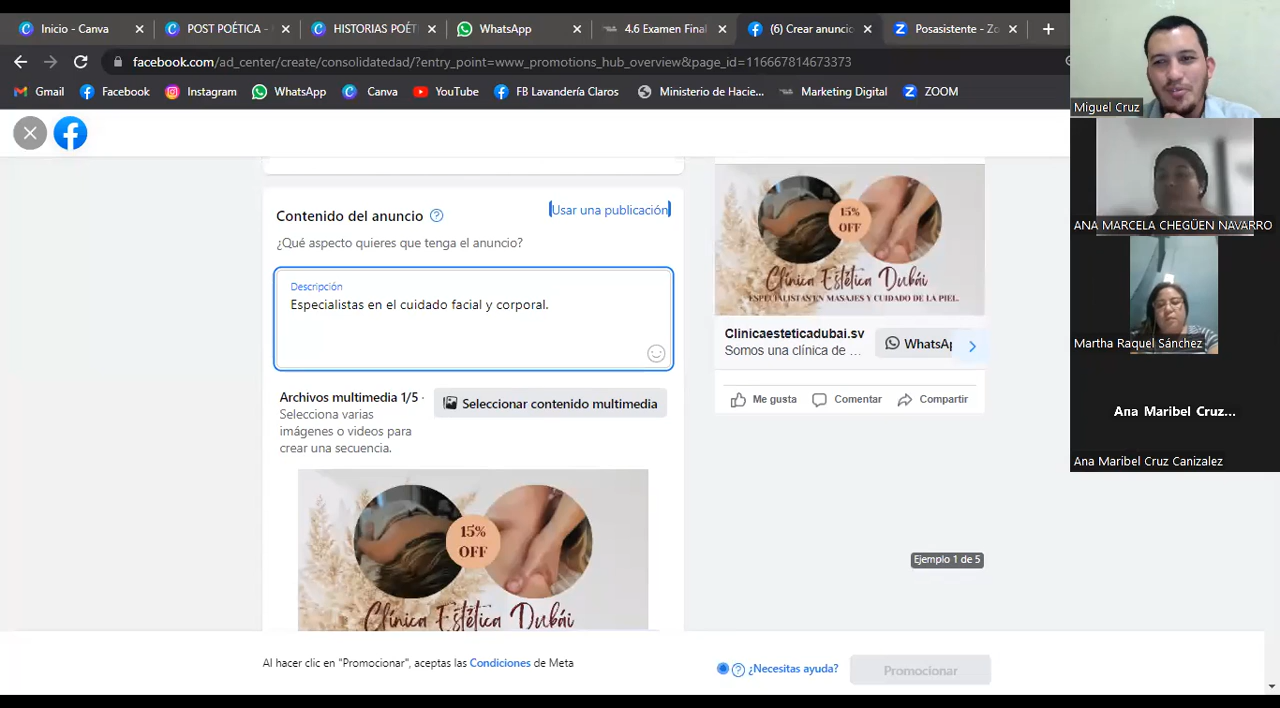 Inicio - Canva
POST POÉTICA -
HISTORIAS POÉT
WhatsApp
4.6 Examen Final
(6) Crear anuncio
Posasistente - Zo
facebook.com/ad_center/create/consolidatedad/?entry_point=www_promotions_hub_overview&page_id=116667814673373
Gmail
Facebook
Instagram
WhatsApp
Canva
YouTube
FB Lavandería Claros
Ministerio de Hacie...
Marketing Digital
ZOOM
Contenido del anuncio
Usar una publicación
¿Qué aspecto quieres que tenga el anuncio?
Descripción
Especialistas en el cuidado facial y corporal.
Archivos multimedia 1/5 ·
Selecciona varias
imágenes o videos para
crear una secuencia.
Seleccionar contenido multimedia
15%
OFF
Clínica Estética Dubái
15%
OFF
Clínica Estética Dubái
ESPECIALISTAS EN MASAJES Y CUIDADO DE LA PIEL
Clinicaesteticadubai.sv
Somos una clínica de ...
WhatsAp
Me gusta
Comentar
Compartir
Ejemplo 1 de 5
Al hacer clic en "Promocionar", aceptas las Condiciones de Meta
¿Necesitas ayuda?
Promocionar
Miguel Cruz
ANA MARCELA CHEGÜEN NAVARRO
Martha Raquel Sánchez
Ana Maribel Cruz...
Ana Maribel Cruz Canizalez